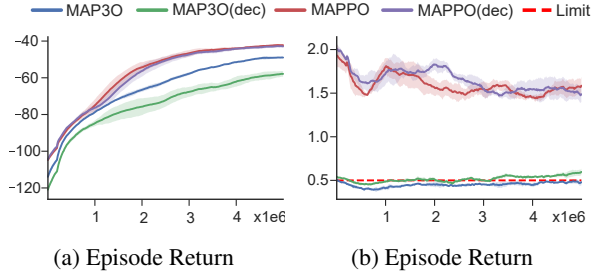 MAP3O MAP3O(dec) MAPPO MAPPO(dec) Limit
−40
−60
−80
−100
−120
1 2 3 4 x1e6
2.0
1.5
1.0
0.5
1 2 3 4 x1e6
(a) Episode Return
(b) Episode Return